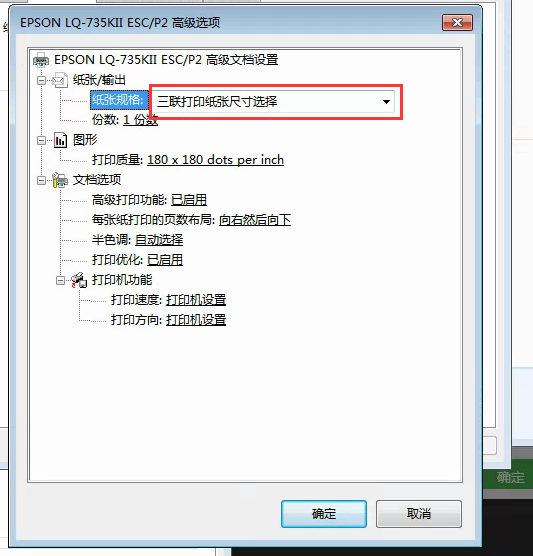 EPSON LQ-735KII ESC/P2 高级选项
EPSON LQ-735KII ESC/P2 高级文档设置
纸张/输出
纸张规格: 三联打印纸张尺寸选择
份数: 1 份数
图形
打印质量: 180 x 180 dots per inch
文档选项
高级打印功能: 已启用
每张纸打印的页数布局: 向右然后向下
半色调: 自动选择
打印优化: 已启用
打印机功能
打印速度: 打印机设置
打印方向: 打印机设置
确定
确定 取消